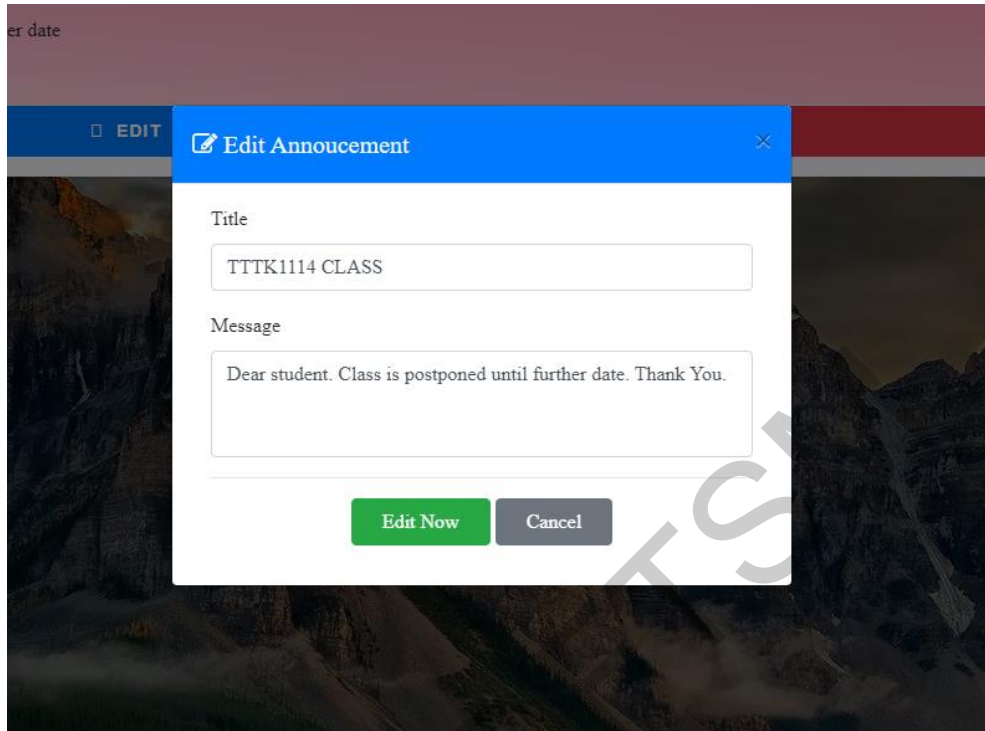 er date
EDIT
Edit Annoucement
Title
TTTK1114 CLASS
Message
Dear student. Class is postponed until further date. Thank You.
Edit Now
Cancel